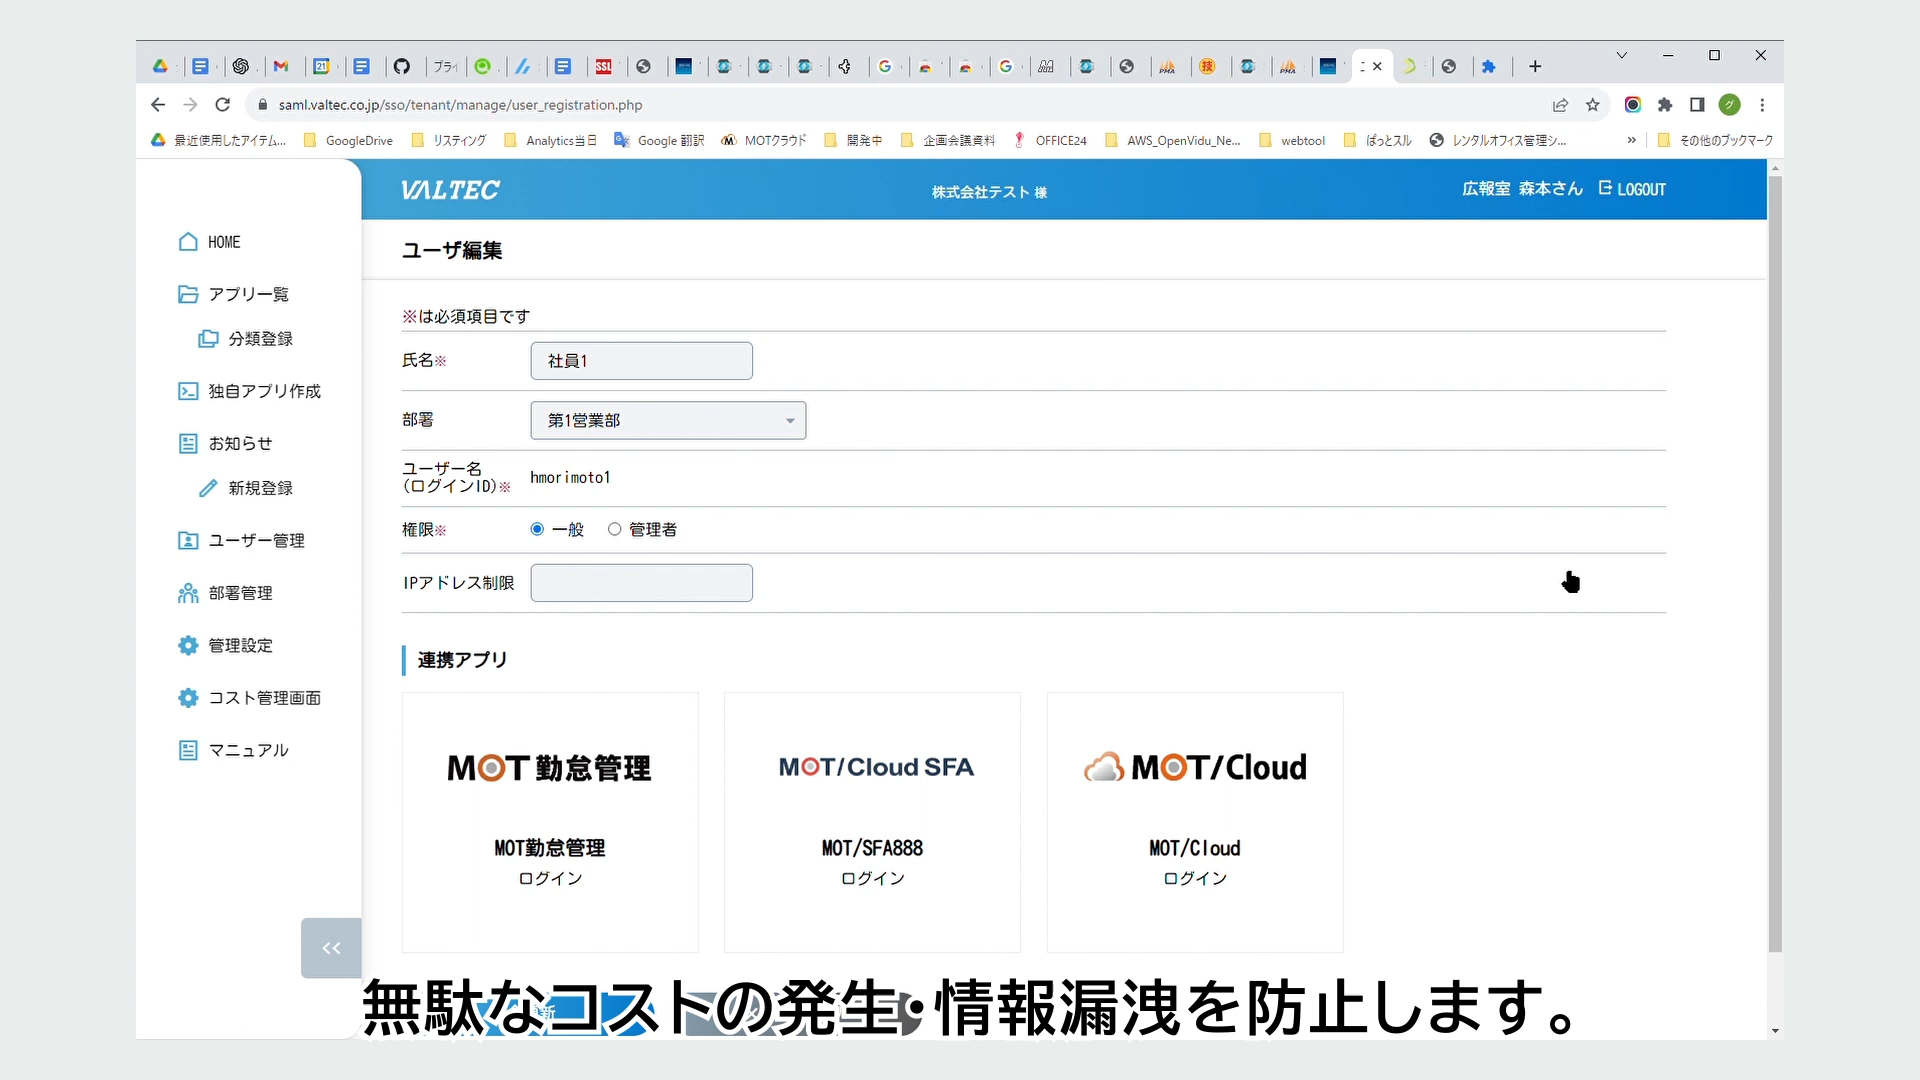 プライ
SSL
PMA
技
PMA
saml.valtec.co.jp/sso/tenant/manage/user_registration.php
グ
最近使用したアイテム...
GoogleDrive
リスティング
Analytics当日
Google 翻訳
MOTクラウド
開発中
企画会議資料
OFFICE24
AWS_OpenVidu_Ne...
webtool
ぱっとスル
レンタルオフィス管理シ...
»
その他のブックマーク
VALTEC
株式会社テスト 様
広報室 森本さん
LOGOUT
HOME
アプリ一覧
分類登録
独自アプリ作成
お知らせ
新規登録
ユーザー管理
部署管理
管理設定
コスト管理画面
マニュアル
ユーザ編集
※は必須項目です
氏名※
社員1
部署
第1営業部
ユーザー名
(ログインID)※
hmorimoto1
権限※
一般
管理者
IPアドレス制限
連携アプリ
MOT 勤怠管理
MOT勤怠管理
ログイン
MOT/Cloud SFA
MOT/SFA888
ログイン
MOT/Cloud
MOT/Cloud
ログイン
無駄なコストの発生・情報漏洩を防止します。